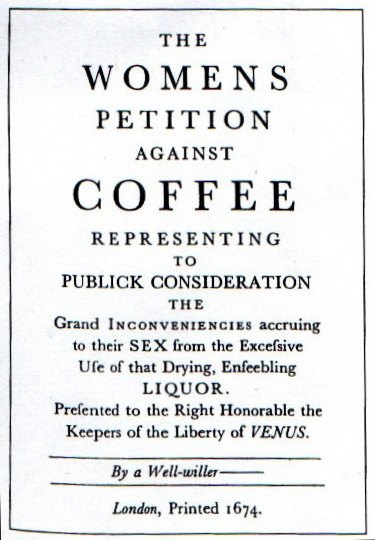 THE
WOMENS
PETITION
AGAINST
COFFEE
REPRESENTING
TO
PUBLICK CONSIDERATION
THE
Grand INCONVENIENCIES accruing
to their SEX from the Exceſſive
Uſe of that Drying, Enfeebling
LIQUOR.
Preſented to the Right Honorable the
Keepers of the Liberty of VENUS.
By a Well-willer——
London, Printed 1674.